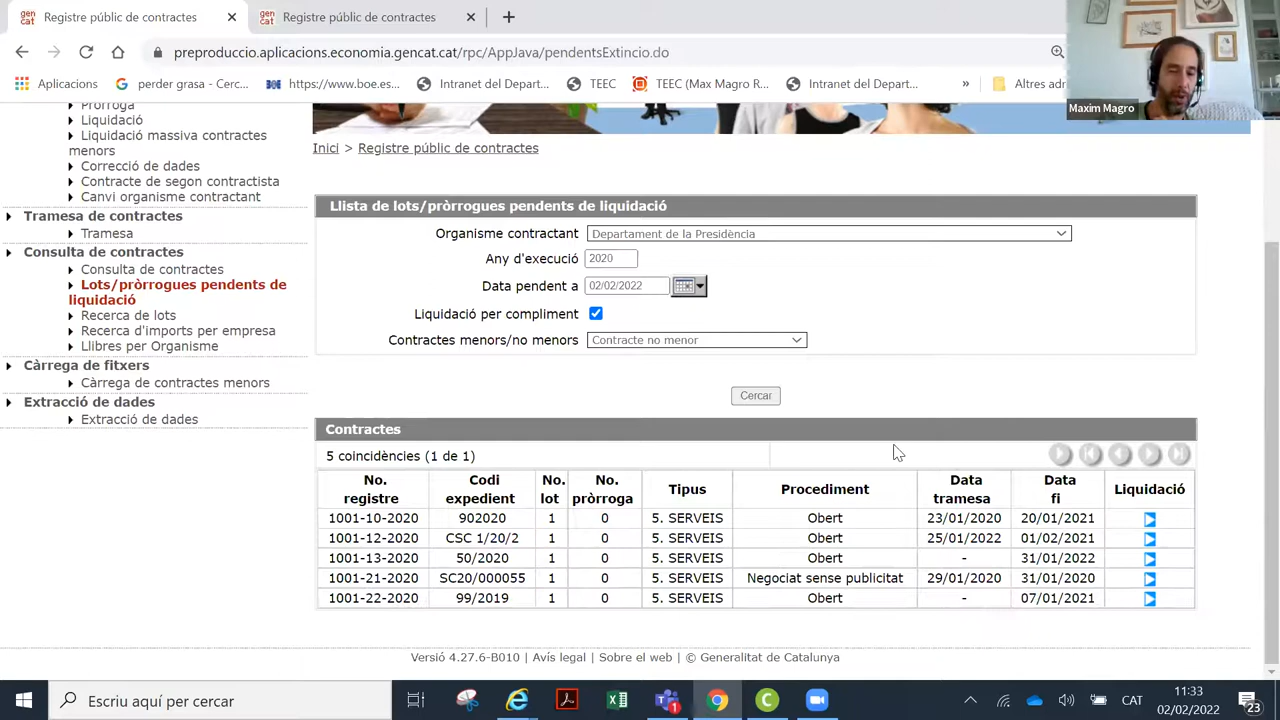 gen cat Registre públic de contractes
gen cat Registre públic de contractes
preproduccio.aplicacions.economia.gencat.cat/rpc/AppJava/pendentsExtincio.do
Aplicacions
perder grasa - Cerc...
https://www.boe.es...
Intranet del Depart...
TEEC
TEEC (Max Magro R...
Intranet del Depart...
»
Maxim Magro
Pròrroga
Liquidació
Liquidació massiva contractes
menors
Correcció de dades
Contracte de segon contractista
Canvi organisme contractant
Tramesa de contractes
Tramesa
Consulta de contractes
Consulta de contractes
Lots/pròrrogues pendents de
liquidació
Recerca de lots
Recerca d'imports per empresa
Llibres per Organisme
Càrrega de fitxers
Càrrega de contractes menors
Extracció de dades
Extracció de dades
Inici > Registre públic de contractes
Llista de lots/pròrrogues pendents de liquidació
Organisme contractant Departament de la Presidència
Any d'execució 2020
Data pendent a 02/02/2022
Liquidació per compliment
Contractes menors/no menors Contracte no menor
Cercar
Contractes
5 coincidències (1 de 1)
No. registre Codi expedient No. lot No. pròrroga Tipus Procediment Data tramesa Data fi Liquidació
1001-10-2020 902020 1 0 5. SERVEIS Obert 23/01/2020 20/01/2021
1001-12-2020 CSC 1/20/2 1 0 5. SERVEIS Obert 25/01/2022 01/02/2021
1001-13-2020 50/2020 1 0 5. SERVEIS Obert - 31/01/2022
1001-21-2020 SC20/000055 1 0 5. SERVEIS Negociat sense publicitat 29/01/2020 31/01/2020
1001-22-2020 99/2019 1 0 5. SERVEIS Obert - 07/01/2021
Versió 4.27.6-B010 | Avís legal | Sobre el web | © Generalitat de Catalunya
Escriu aquí per cercar
CAT
11:33
02/02/2022
23